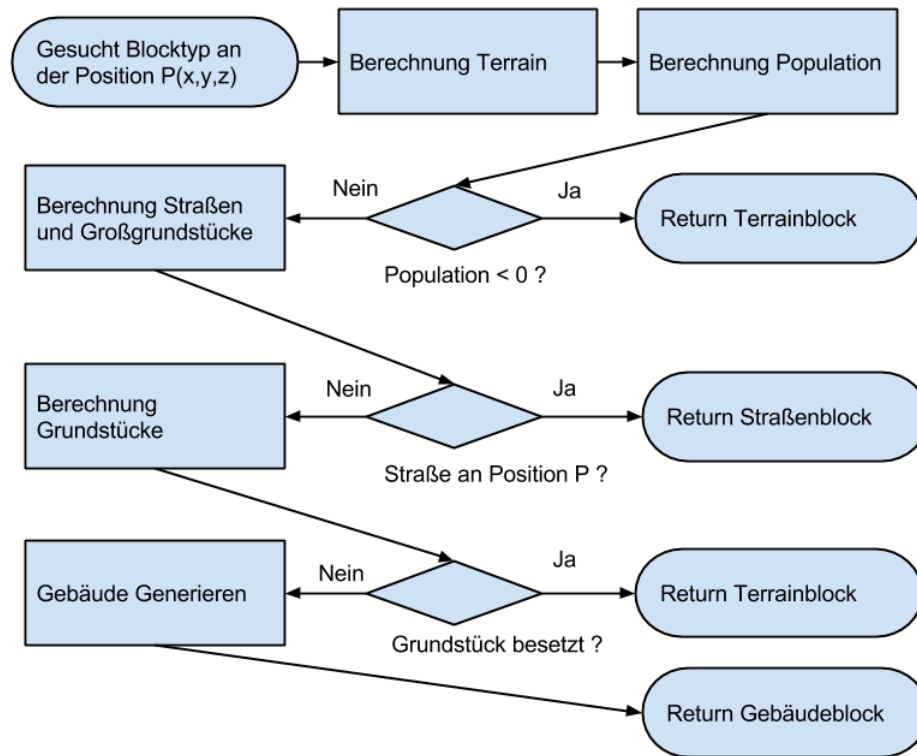 Gesucht Blocktyp an
der Position P(x,y,z)
Berechnung Terrain
Berechnung Population
Nein
Ja
Berechnung Straßen
und Großgrundstücke
Return Terrainblock
Population < 0 ?
Nein
Ja
Berechnung
Grundstücke
Return Straßenblock
Straße an Position P ?
Nein
Ja
Gebäude Generieren
Return Terrainblock
Grundstück besetzt ?
Return Gebäudeblock